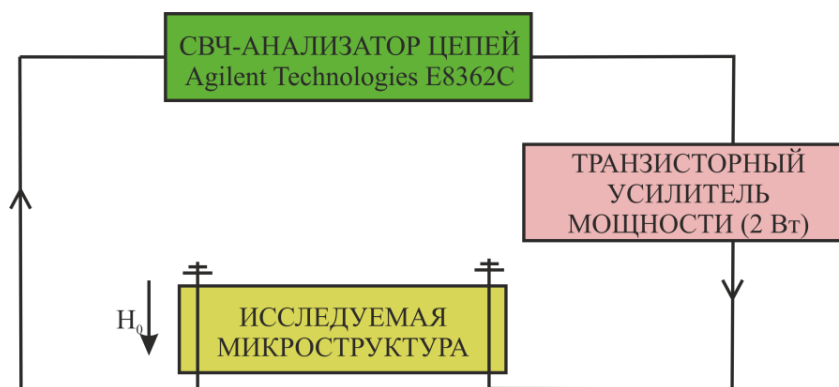 СВЧ-АНАЛИЗАТОР ЦЕПЕЙ
Agilent Technologies E8362C
ТРАНЗИСТОРНЫЙ
УСИЛИТЕЛЬ
МОЩНОСТИ (2 Вт)
H₀
ИССЛЕДУЕМАЯ
МИКРОСТРУКТУРА